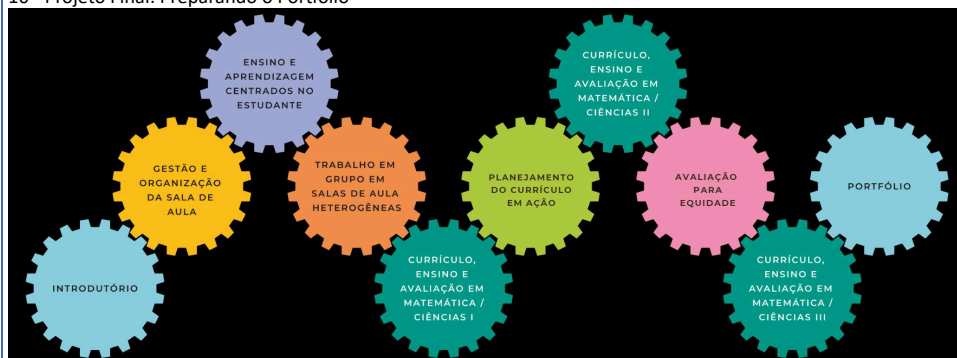 10 - Projeto Final: Preparando o Portfólio
INTRODUTÓRIO
GESTÃO E
ORGANIZAÇÃO
DA SALA DE
AULA
ENSINO E
APRENDIZAGEM
CENTRADOS NO
ESTUDANTE
TRABALHO EM
GRUPO EM
SALAS DE AULA
HETEROGÊNEAS
CURRÍCULO,
ENSINO E
AVALIAÇÃO EM
MATEMÁTICA /
CIÊNCIAS I
PLANEJAMENTO
DO CURRÍCULO
EM AÇÃO
CURRÍCULO,
ENSINO E
AVALIAÇÃO EM
MATEMÁTICA /
CIÊNCIAS II
AVALIAÇÃO
PARA
EQUIDADE
CURRÍCULO,
ENSINO E
AVALIAÇÃO EM
MATEMÁTICA /
CIÊNCIAS III
PORTFÓLIO